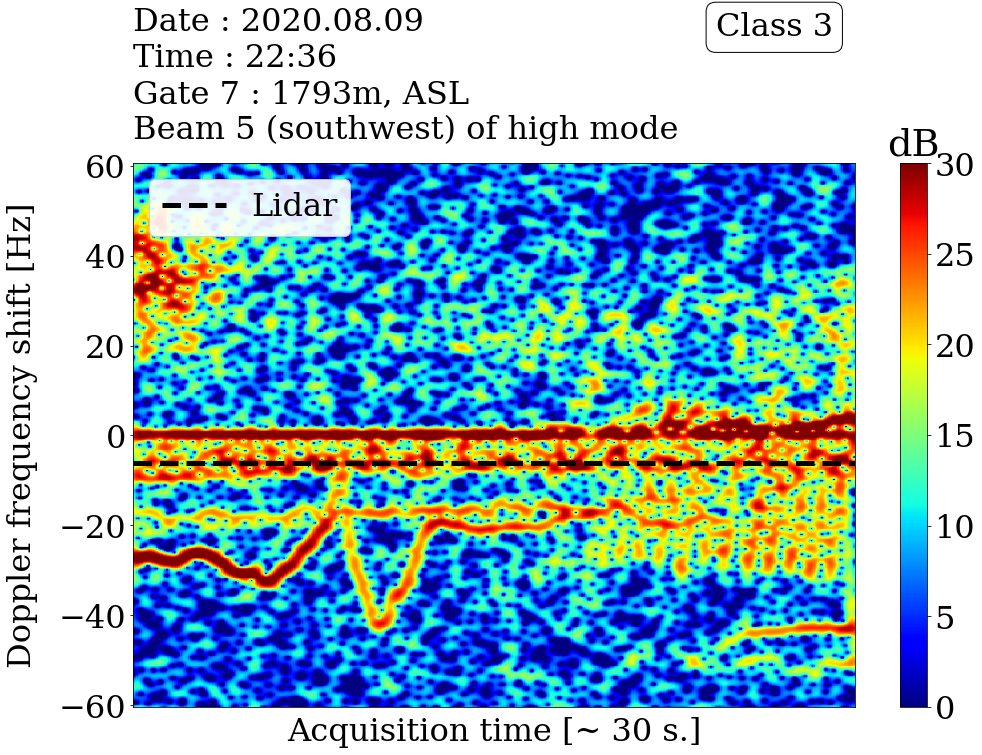 Date : 2020.08.09
Time : 22:36
Gate 7 : 1793m, ASL
Beam 5 (southwest) of high mode
Class 3
dB
Lidar
Doppler frequency shift [Hz]
60
40
20
0
−20
−40
−60
Acquisition time [~ 30 s.]
30
25
20
15
10
5
0